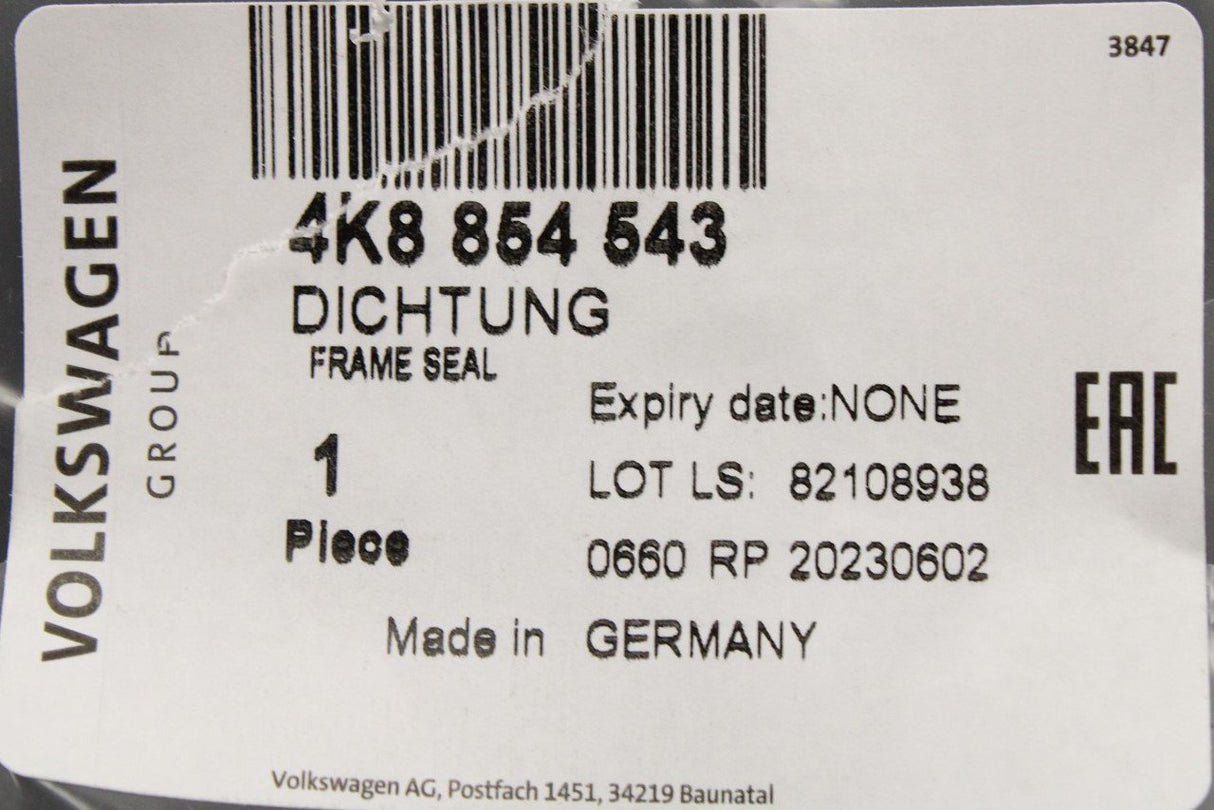 3847
VOLKSWAGEN
GROUP
4K8 854 543
DICHTUNG
FRAME SEAL
Expiry date:NONE
EAC
1
LOT LS: 82108938
Piece
0660 RP 20230602
Made in GERMANY
Volkswagen AG, Postfach 1451, 34219 Baunatal